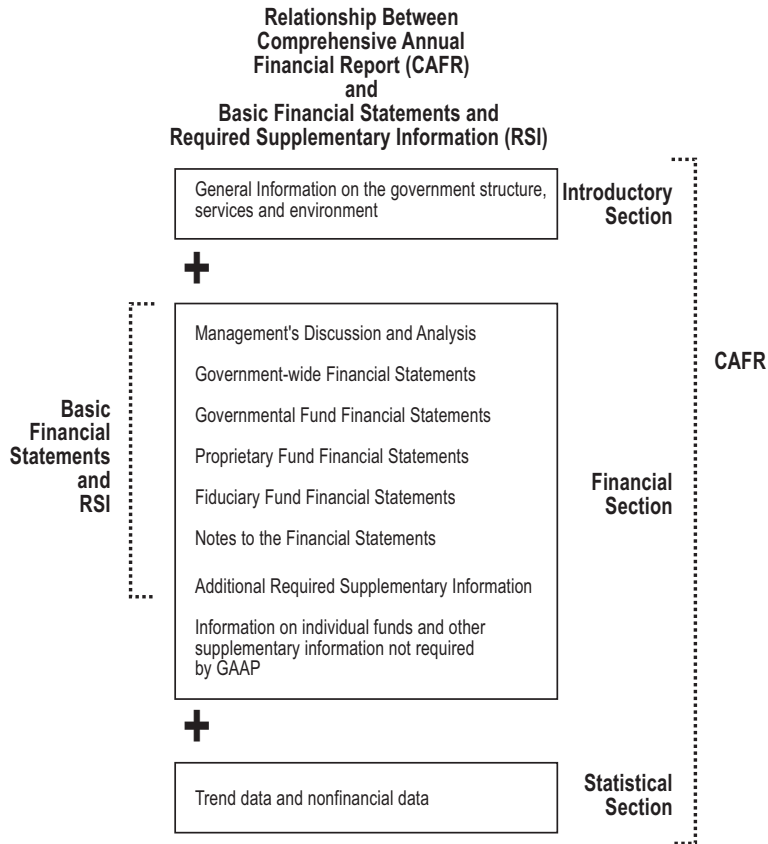 Relationship Between
Comprehensive Annual
Financial Report (CAFR)
and
Basic Financial Statements and
Required Supplementary Information (RSI)
General Information on the government structure,
services and environment
Introductory
Section
+
Management's Discussion and Analysis
Government-wide Financial Statements
Governmental Fund Financial Statements
Proprietary Fund Financial Statements
Fiduciary Fund Financial Statements
Notes to the Financial Statements
Additional Required Supplementary Information
Information on individual funds and other
supplementary information not required
by GAAP
Basic
Financial
Statements
and
RSI
Financial
Section
CAFR
+
Trend data and nonfinancial data
Statistical
Section